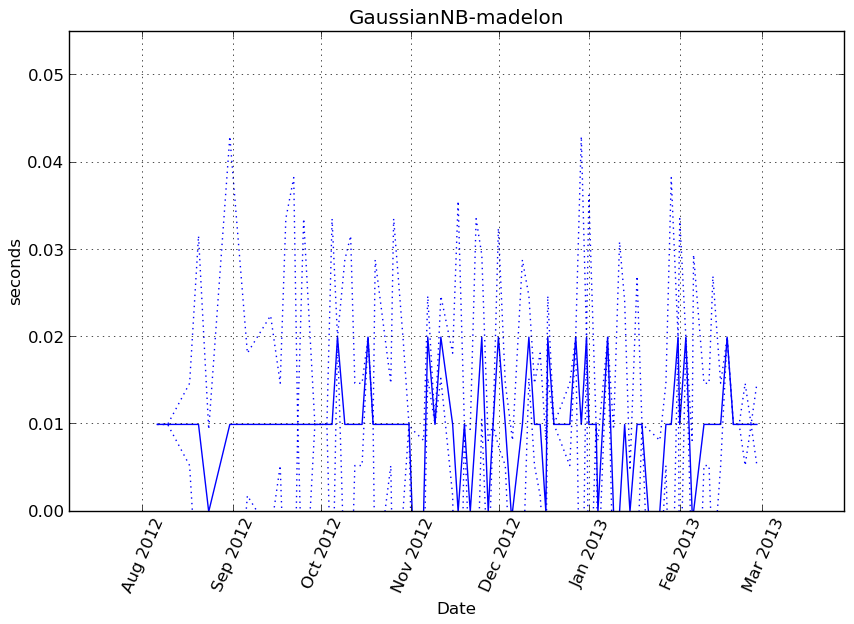 GaussianNB-madelon
0.05
0.04
0.03
0.02
0.01
0.00
seconds
Aug 2012
Sep 2012
Oct 2012
Nov 2012
Dec 2012
Jan 2013
Feb 2013
Mar 2013
Date